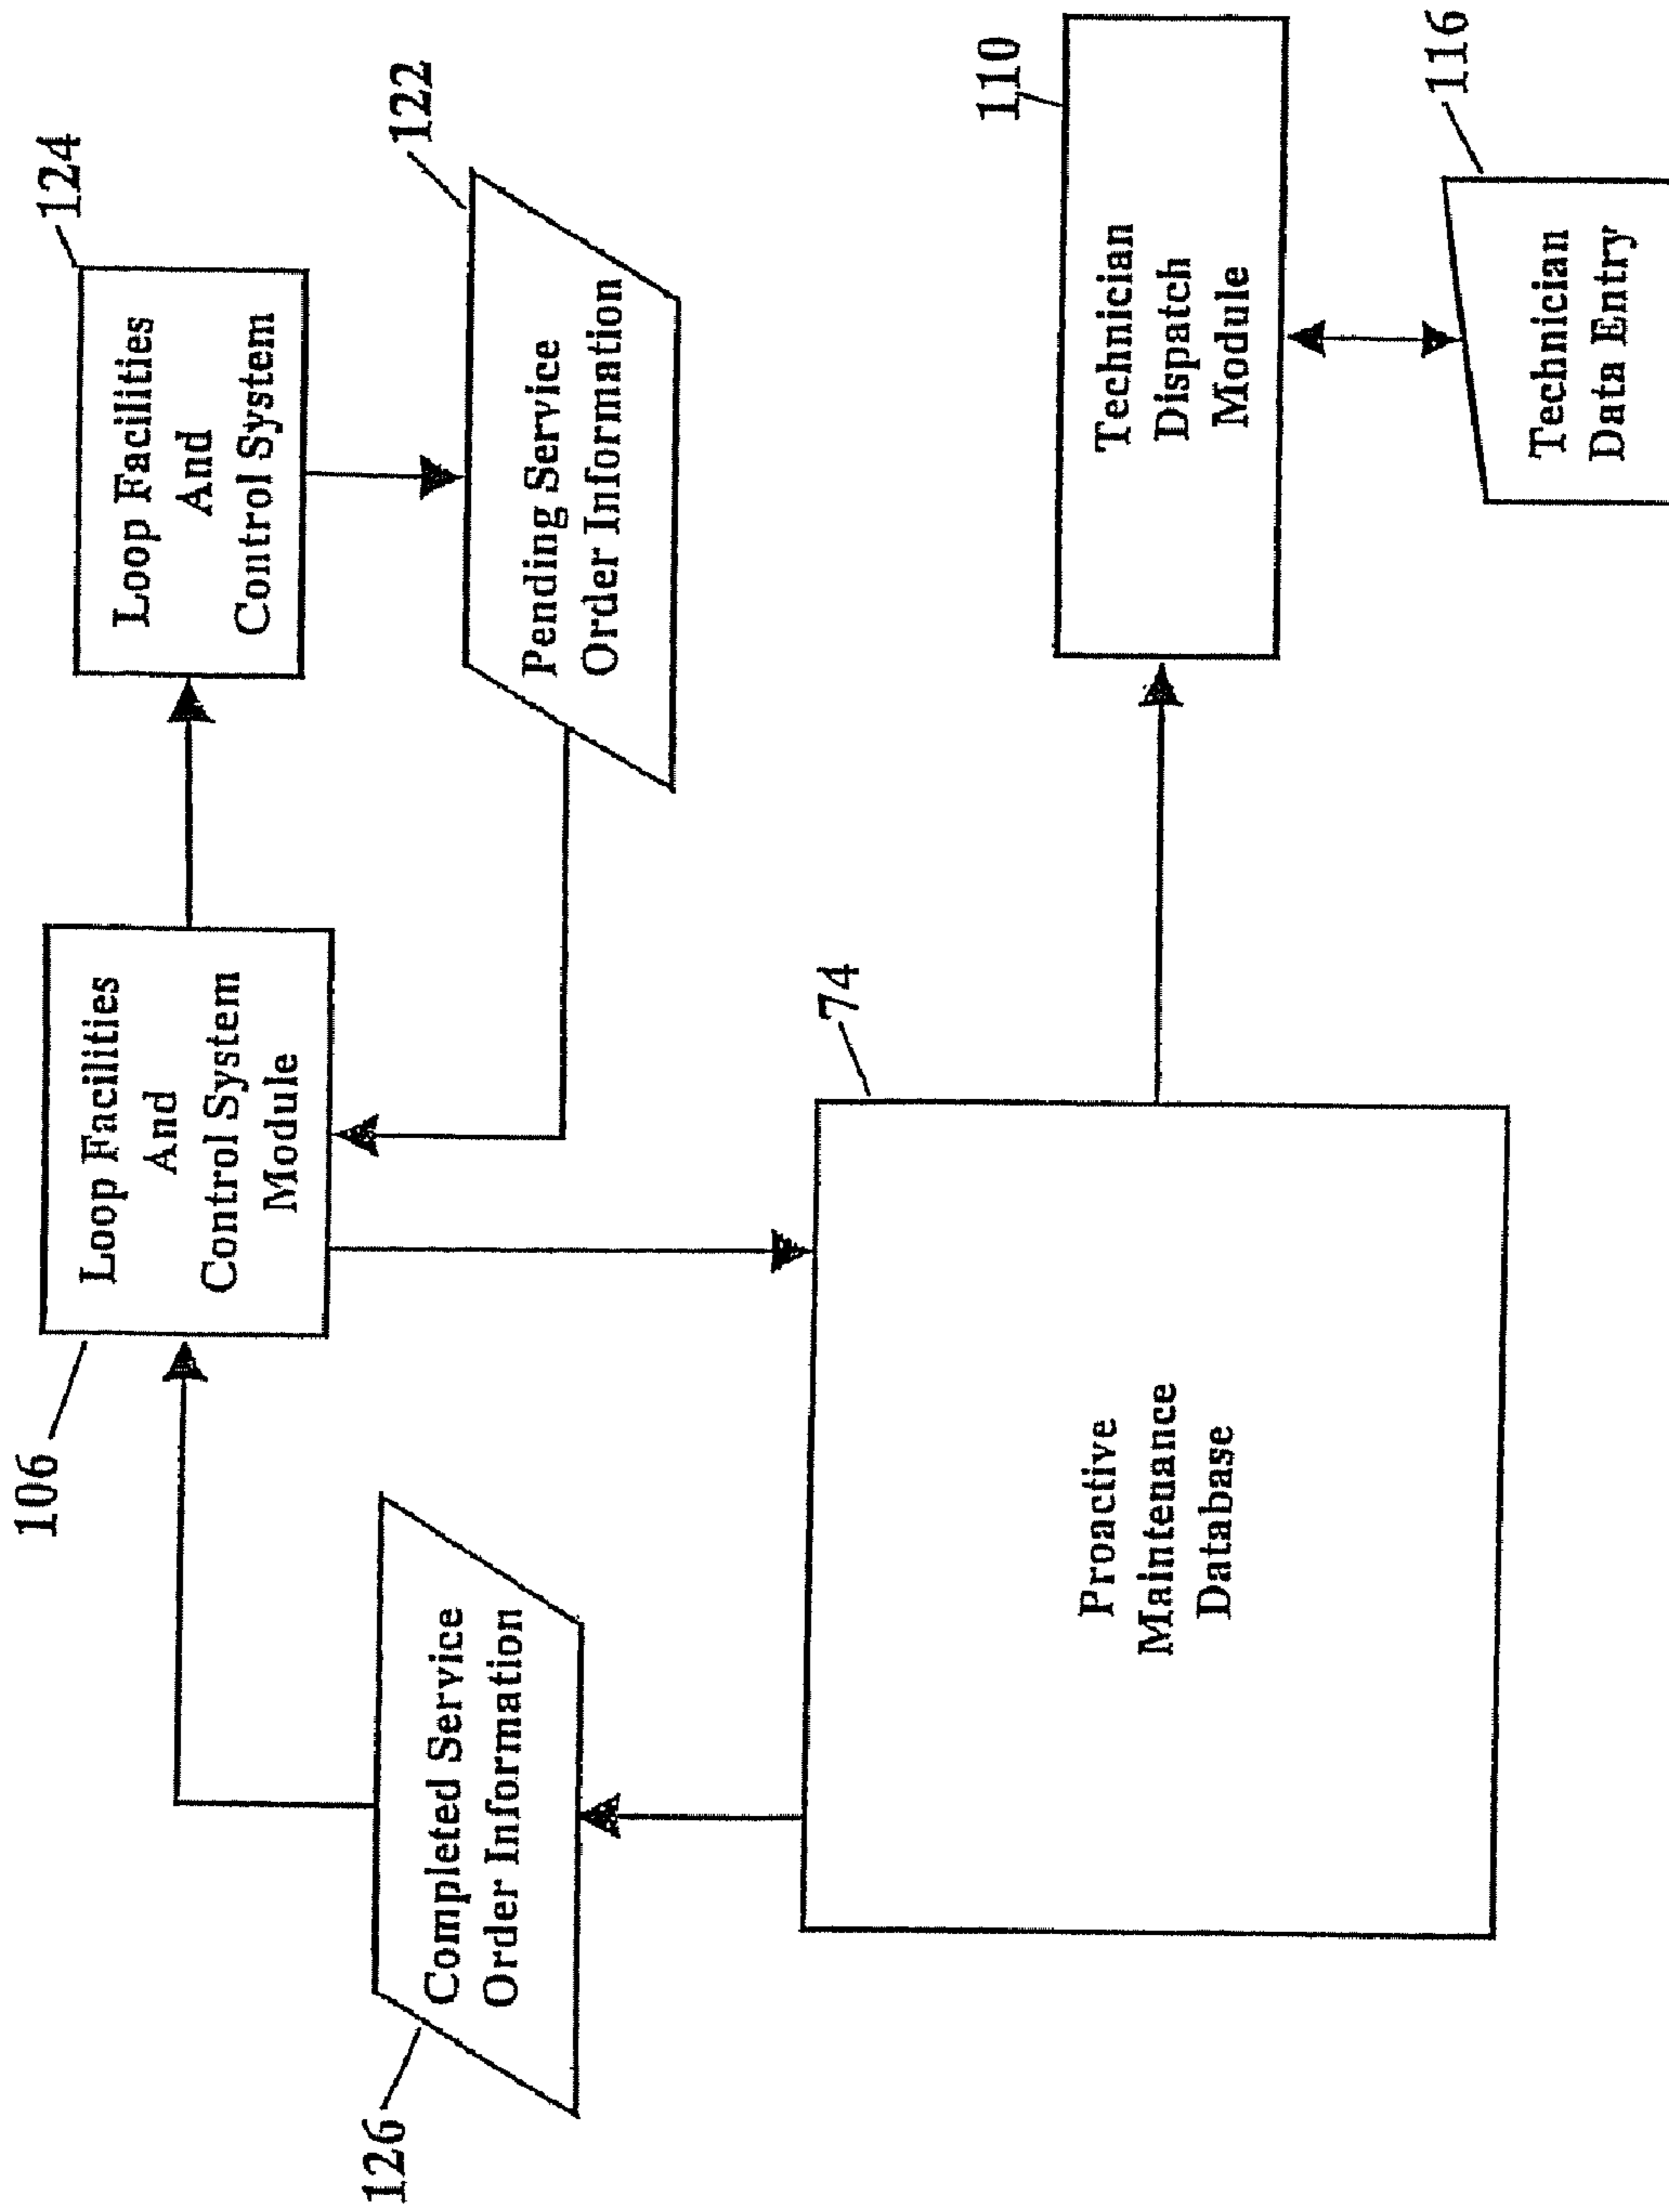 124
Loop Facilities
And
Control System
122
Pending Service
Order Information
106
Loop Facilities
And
Control System
Module
126
Completed Service
Order Information
74
Proactive
Maintenance
Database
110
Technician
Dispatch
Module
116
Technician
Data Entry